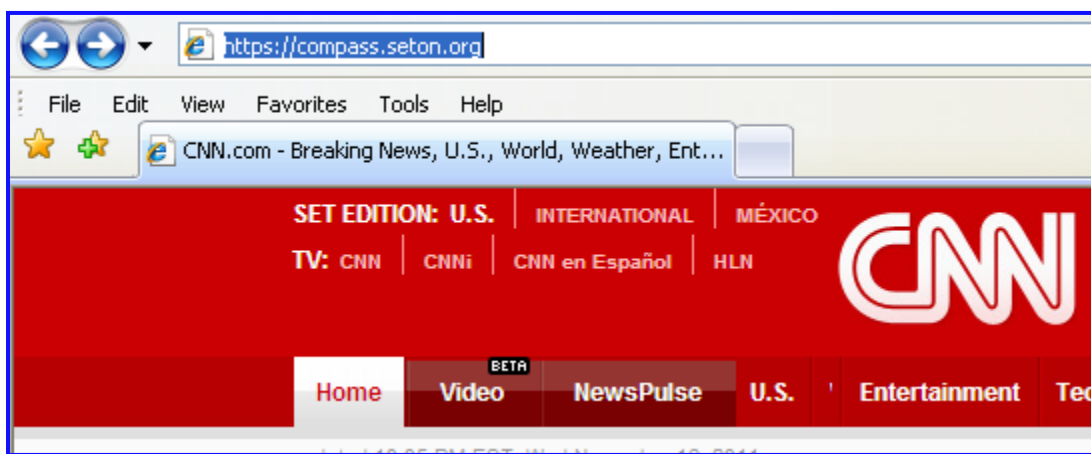 https://compass.seton.org
File Edit View Favorites Tools Help
CNN.com - Breaking News, U.S., World, Weather, Ent...
SET EDITION: U.S. INTERNATIONAL MÉXICO
TV: CNN CNNi CNN en Español HLN
CNN
BETA
Home Video NewsPulse U.S. Entertainment Tec